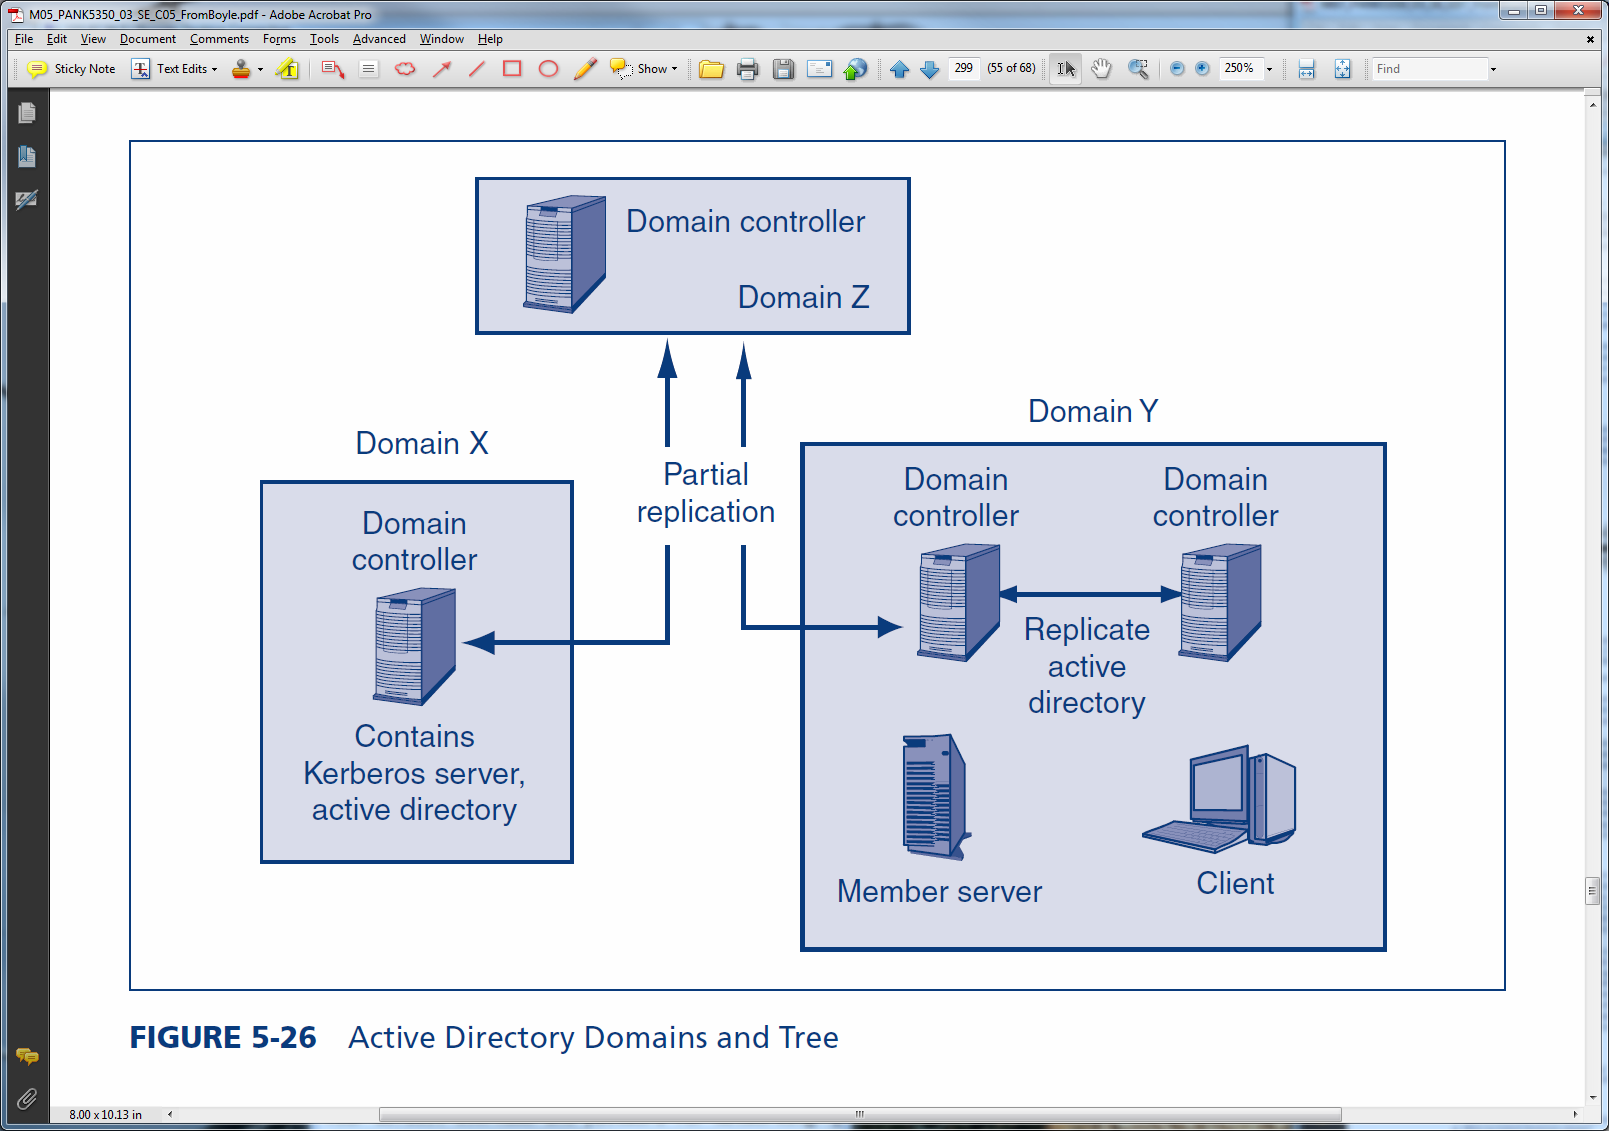 M05_PANK5350_03_SE_C05_FromBoyle.pdf - Adobe Acrobat Pro
File Edit View Document Comments Forms Tools Advanced Window Help
Sticky Note Text Edits Show 299 (55 of 68) 250% Find
Domain controller
Domain Z
Domain Y
Domain X
Partial
replication
Domain
controller
Domain
controller
Domain
controller
Replicate
active
directory
Contains
Kerberos server,
active directory
Member server
Client
FIGURE 5-26 Active Directory Domains and Tree
8.00 x 10.13 in